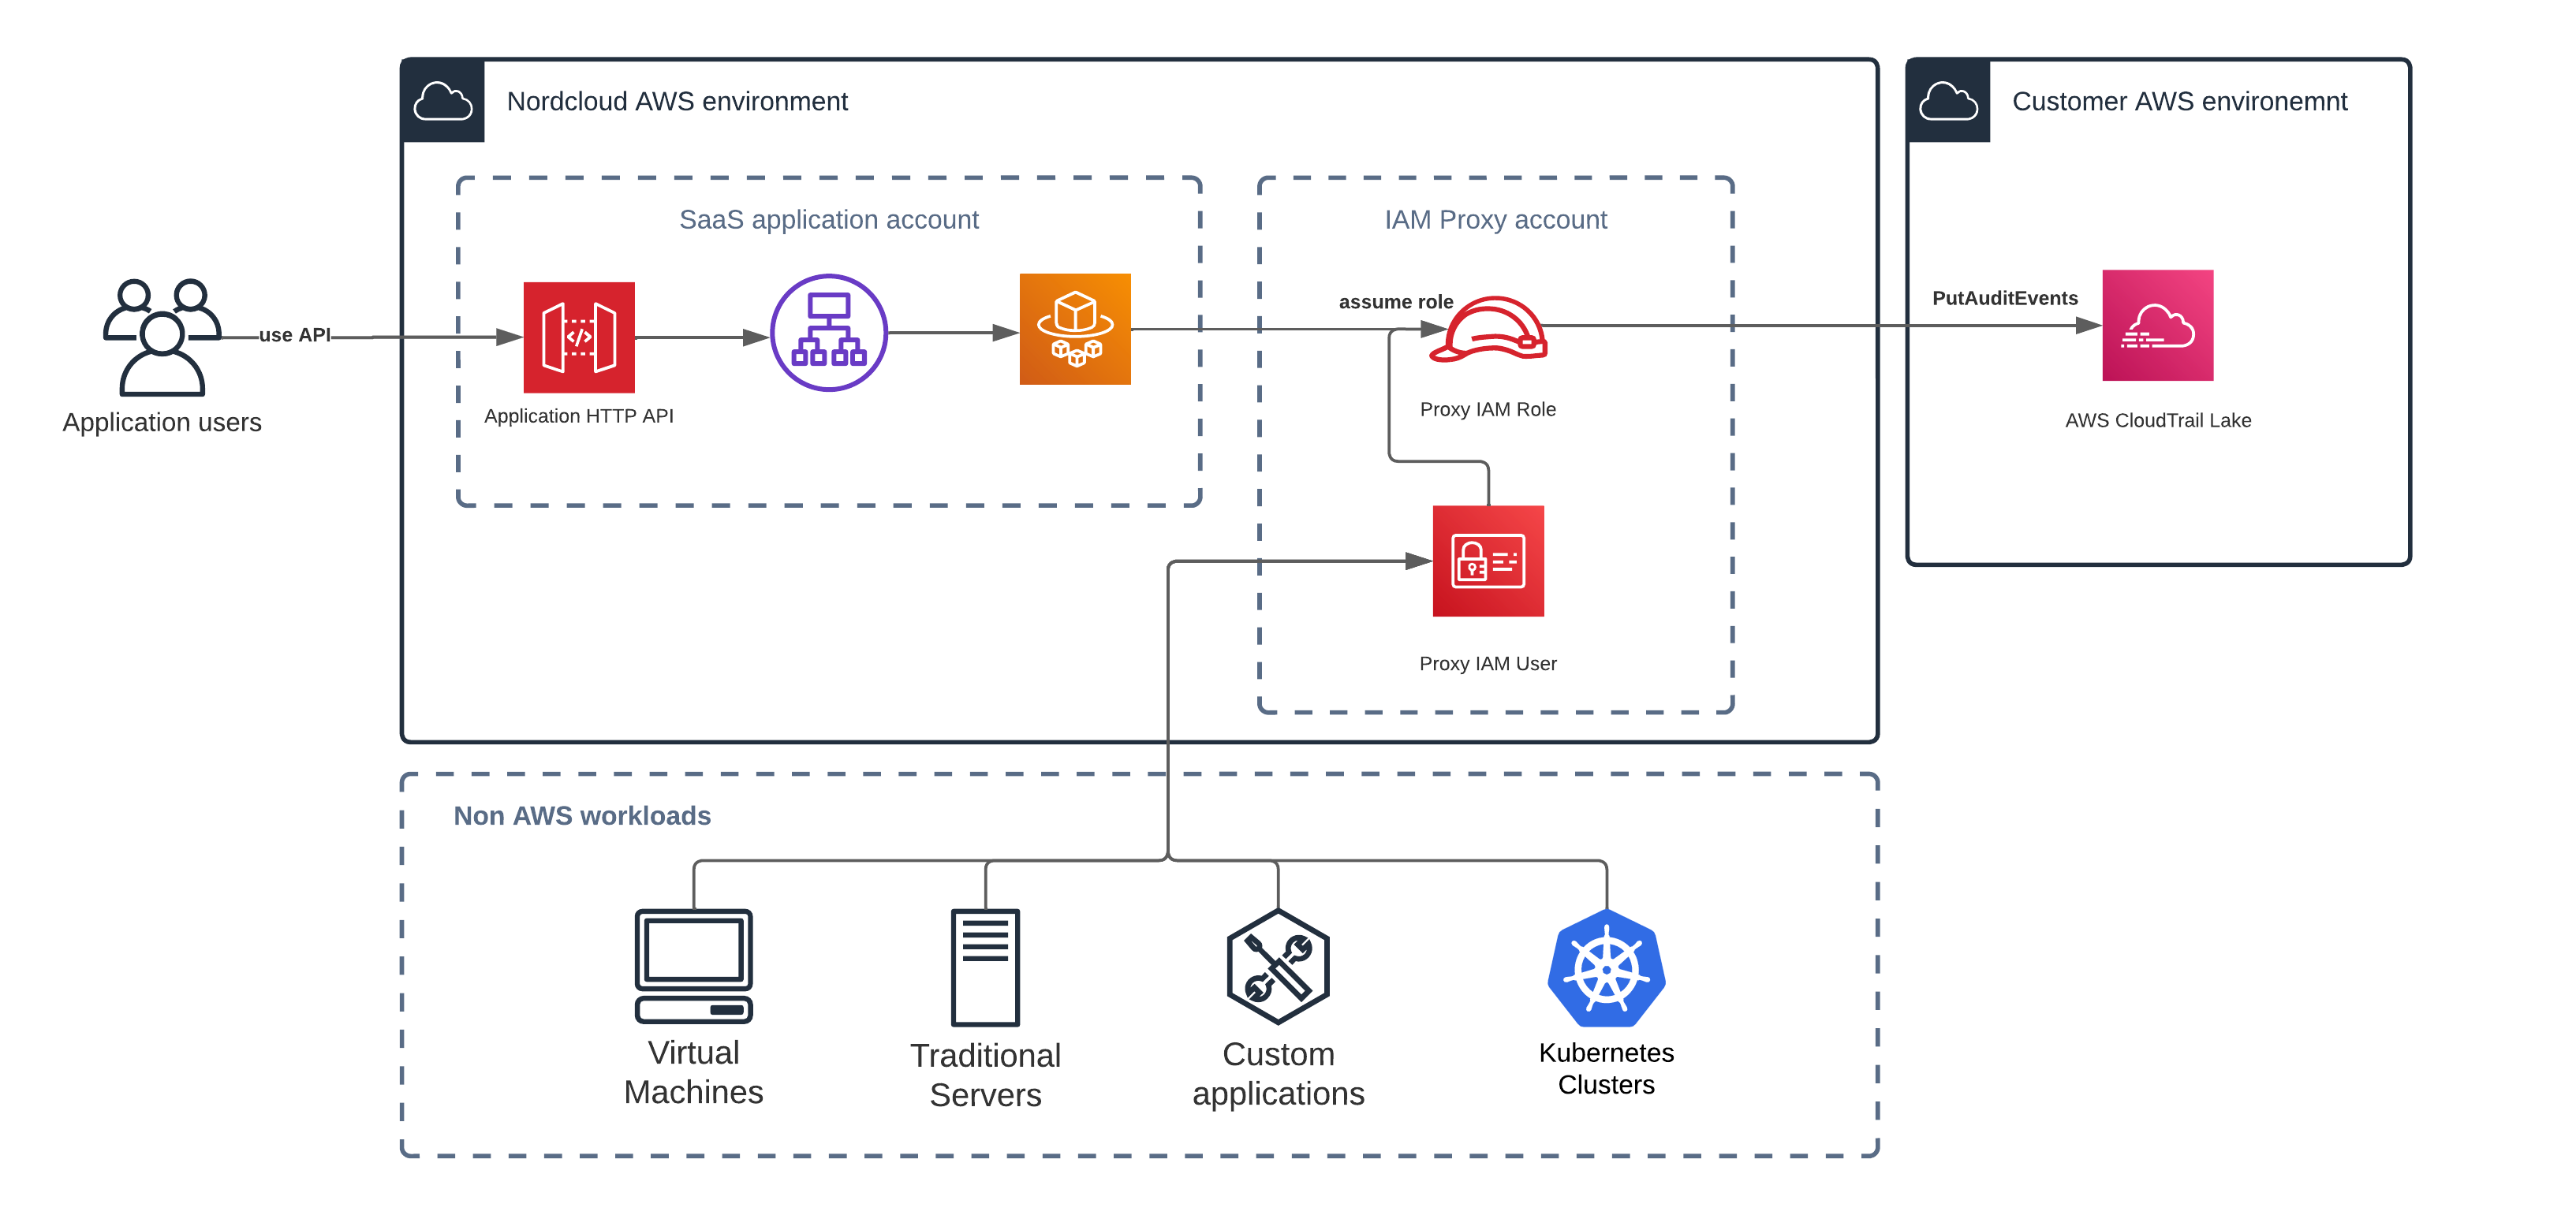 Nordcloud AWS environment
Customer AWS environemnt
SaaS application account
IAM Proxy account
use API
Application users
Application HTTP API
assume role
Proxy IAM Role
PutAuditEvents
AWS CloudTrail Lake
Proxy IAM User
Non AWS workloads
Virtual
Machines
Traditional
Servers
Custom
applications
Kubernetes
Clusters